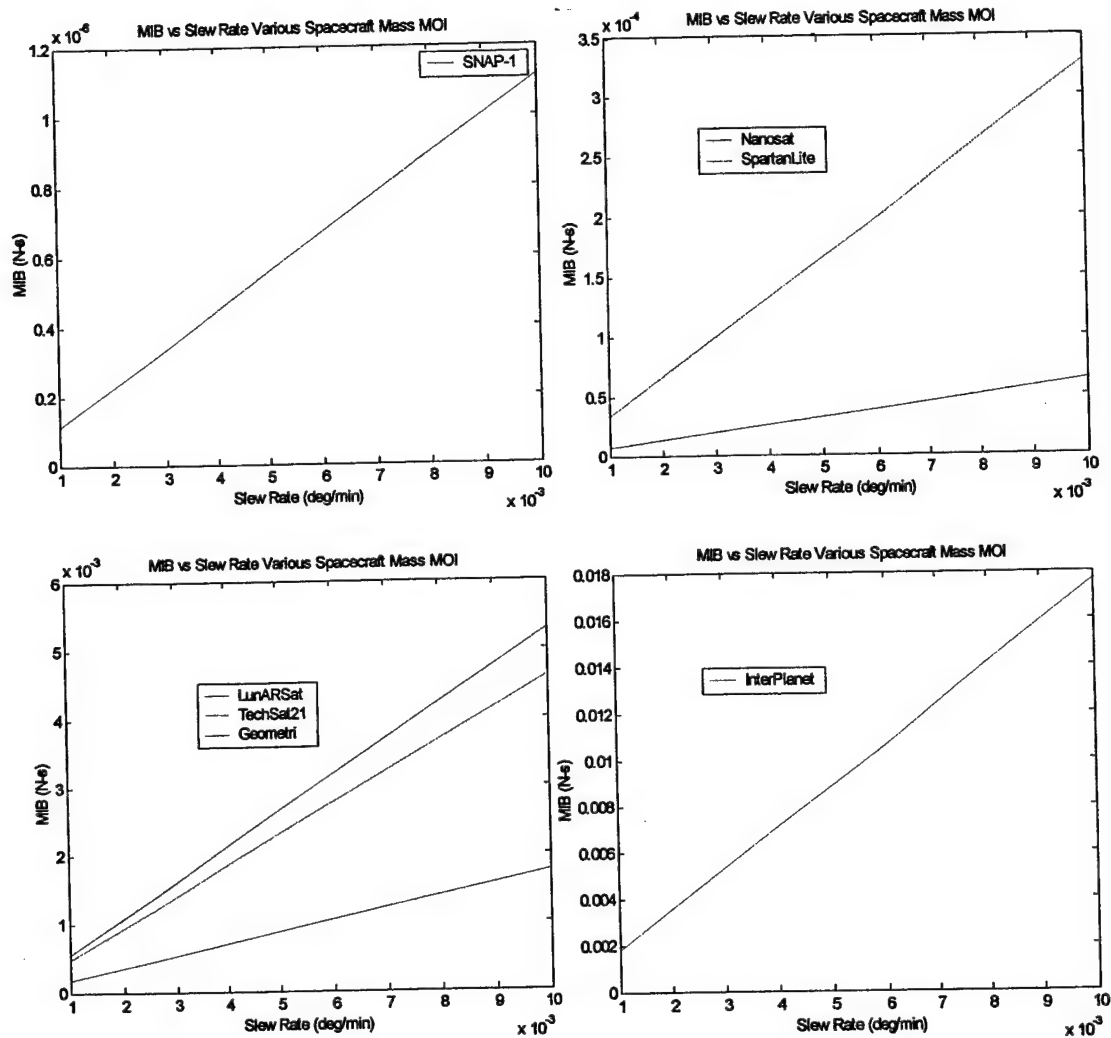 MIB vs Slew Rate Various Spacecraft Mass MOI
x 10⁻⁶
1.2
1
0.8
0.6
0.4
0.2
0
MIB (N-s)
SNAP-1
1 2 3 4 5 6 7 8 9 10
Slew Rate (deg/min)
x 10⁻³
MIB vs Slew Rate Various Spacecraft Mass MOI
x 10⁻⁴
3.5
3
2.5
2
1.5
1
0.5
0
MIB (N-s)
Nanosat
SpartanLite
1 2 3 4 5 6 7 8 9 10
Slew Rate (deg/min)
x 10⁻³
MIB vs Slew Rate Various Spacecraft Mass MOI
x 10⁻³
6
5
4
3
2
1
0
MIB (N-s)
LunARSat
TechSat21
Geometri
1 2 3 4 5 6 7 8 9 10
Slew Rate (deg/min)
x 10⁻³
MIB vs Slew Rate Various Spacecraft Mass MOI
0.018
0.016
0.014
0.012
0.01
0.008
0.006
0.004
0.002
0
MIB (N-s)
InterPlanet
1 2 3 4 5 6 7 8 9 10
Slew Rate (deg/min)
x 10⁻³